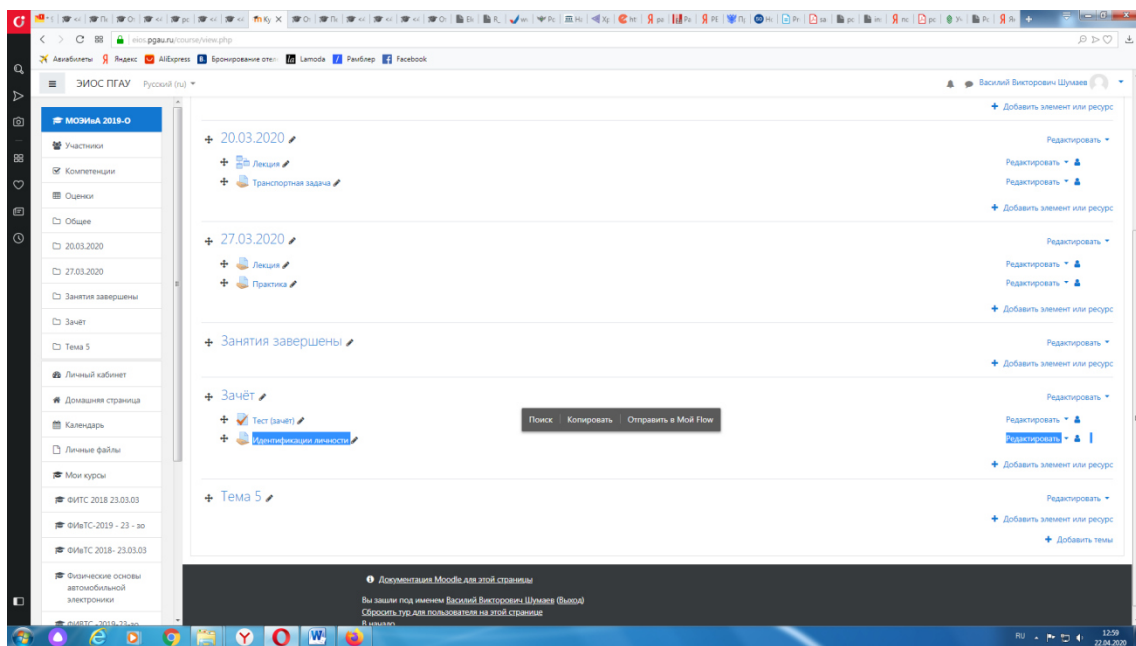 eios.pgau.ru/course/view.php
Авиабилеты Яндекс AliExpress Бронирование отел Lamoda Рамблер Facebook
ЭИОС ПГАУ Русский (ru)
Василий Викторович Шумаев
МОЭИпА 2019-О
Участники
Компетенции
Оценки
Общее
20.03.2020
27.03.2020
Занятия завершены
Зачёт
Тема 5
Личный кабинет
Домашняя страница
Календарь
Личные файлы
Мои курсы
ФИТС 2018 23.03.03
ФИвТС-2019 - 23 - зо
ФИвТС 2018- 23.03.03
Физические основы
автомобильной
электроники
Добавить элемент или ресурс
20.03.2020 Редактировать
Лекция Редактировать
Транспортная задача Редактировать
Добавить элемент или ресурс
27.03.2020 Редактировать
Лекция Редактировать
Практика Редактировать
Добавить элемент или ресурс
Занятия завершены Редактировать
Добавить элемент или ресурс
Зачёт Редактировать
Тест (зачёт) Редактировать
Поиск Копировать Отправить в Мой Flow
Идентификации личности Редактировать
Добавить элемент или ресурс
Тема 5 Редактировать
Добавить элемент или ресурс
Добавить темы
Документация Moodle для этой страницы
Вы зашли под именем Василий Викторович Шумаев (Выход)
Сбросить тур для пользователя на этой странице
В начало
RU
12:59
22.04.2020